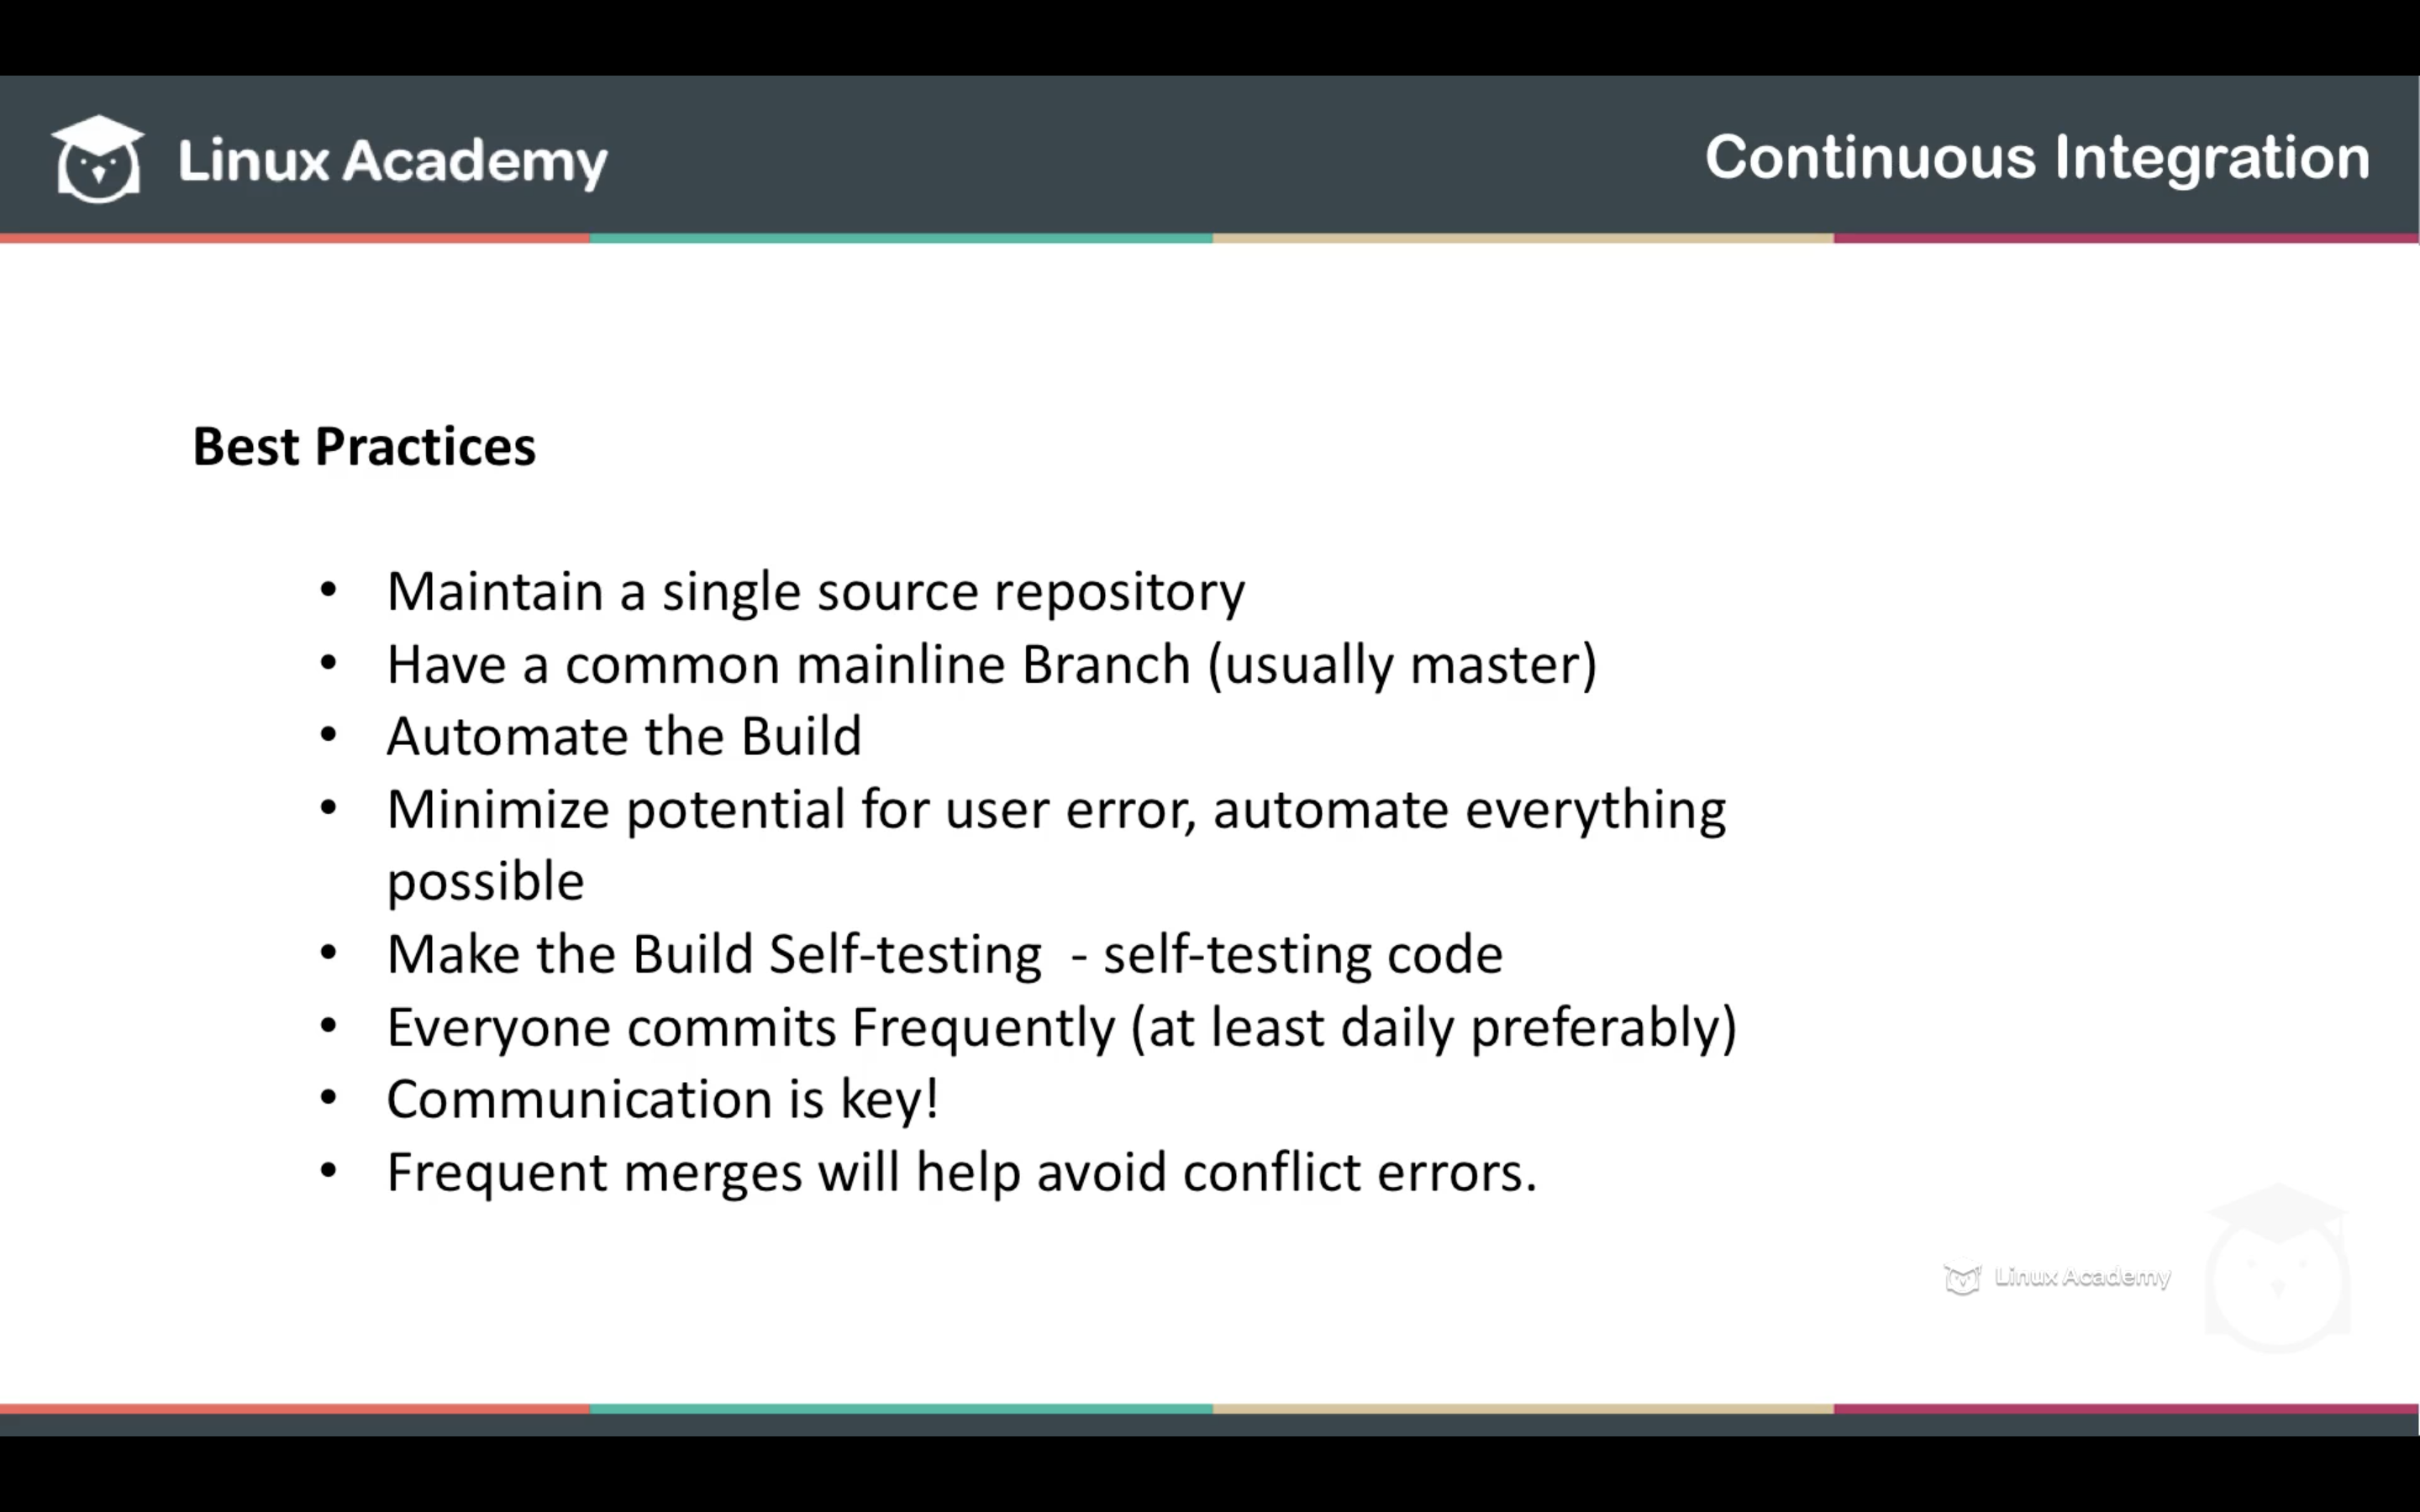 Linux Academy
Continuous Integration
Best Practices
• Maintain a single source repository
• Have a common mainline Branch (usually master)
• Automate the Build
• Minimize potential for user error, automate everything
possible
• Make the Build Self-testing  - self-testing code
• Everyone commits Frequently (at least daily preferably)
• Communication is key!
• Frequent merges will help avoid conflict errors.
Linux Academy